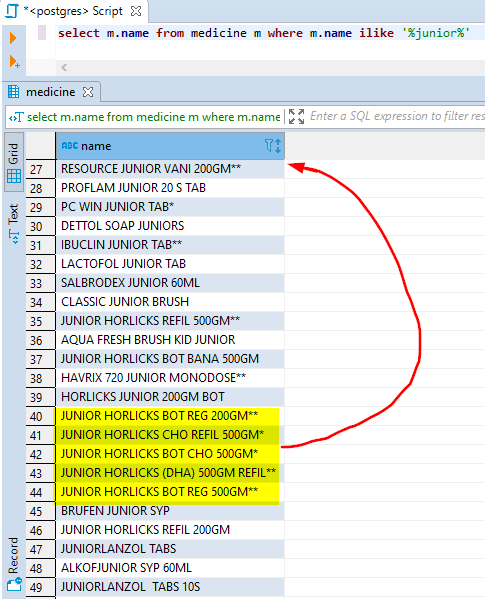 *<postgres> Script
select m.name from medicine m where m.name ilike '%junior%'
medicine
select m.name from medicine m where m.name
Enter a SQL expression to filter res
Grid
Text
Record
ABC name
27 RESOURCE JUNIOR VANI 200GM**
28 PROFLAM JUNIOR 20 S TAB
29 PC WIN JUNIOR TAB*
30 DETTOL SOAP JUNIORS
31 IBUCLIN JUNIOR TAB**
32 LACTOFOL JUNIOR TAB
33 SALBRODEX JUNIOR 60ML
34 CLASSIC JUNIOR BRUSH
35 JUNIOR HORLICKS REFIL 500GM**
36 AQUA FRESH BRUSH KID JUNIOR
37 JUNIOR HORLICKS BOT BANA 500GM
38 HAVRIX 720 JUNIOR MONODOSE**
39 HORLICKS JUNIOR 200GM BOT
40 JUNIOR HORLICKS BOT REG 200GM**
41 JUNIOR HORLICKS CHO REFIL 500GM*
42 JUNIOR HORLICKS BOT CHO 500GM*
43 JUNIOR HORLICKS (DHA) 500GM REFIL**
44 JUNIOR HORLICKS BOT REG 500GM**
45 BRUFEN JUNIOR SYP
46 JUNIOR HORLICKS REFIL 200GM
47 JUNIORLANZOL TABS
48 ALKOFJUNIOR SYP 60ML
49 JUNIORLANZOL  TABS 10S